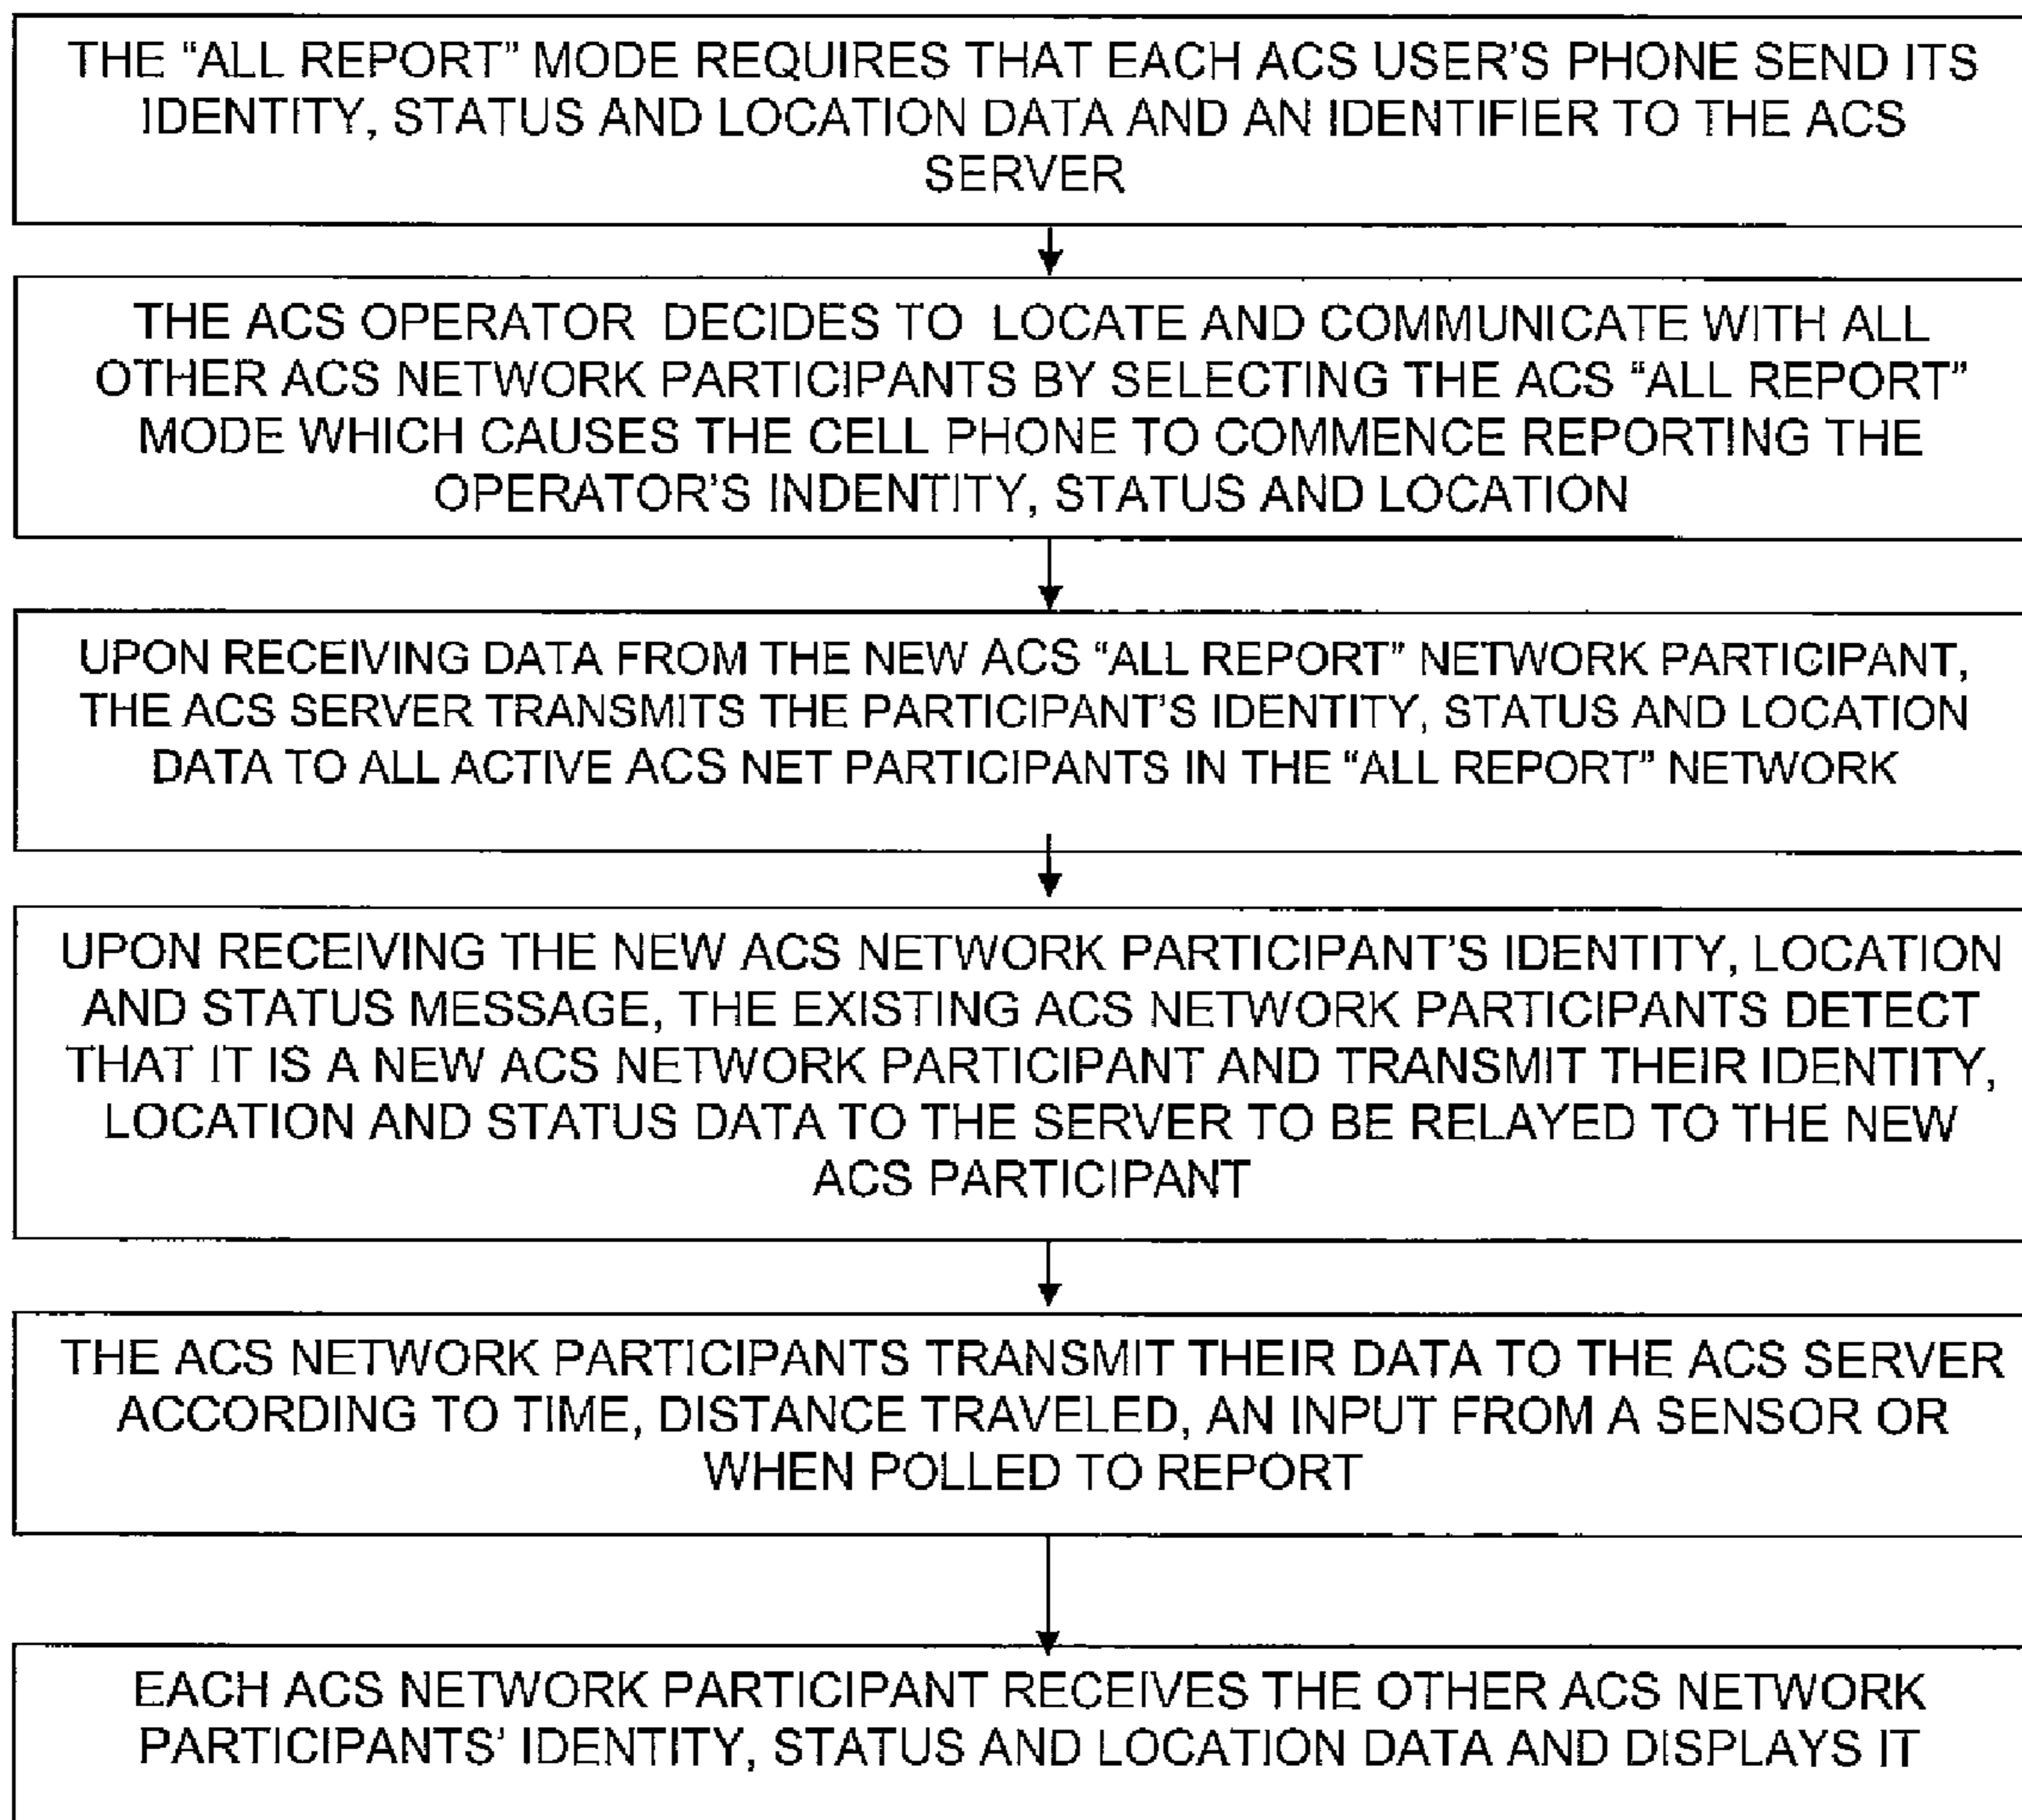 THE “ALL REPORT” MODE REQUIRES THAT EACH ACS USER’S PHONE SEND ITS
IDENTITY, STATUS AND LOCATION DATA AND AN IDENTIFIER TO THE ACS
SERVER
THE ACS OPERATOR DECIDES TO LOCATE AND COMMUNICATE WITH ALL
OTHER ACS NETWORK PARTICIPANTS BY SELECTING THE ACS “ALL REPORT”
MODE WHICH CAUSES THE CELL PHONE TO COMMENCE REPORTING THE
OPERATOR’S INDENTITY, STATUS AND LOCATION
UPON RECEIVING DATA FROM THE NEW ACS “ALL REPORT” NETWORK PARTICIPANT,
THE ACS SERVER TRANSMITS THE PARTICIPANT’S IDENTITY, STATUS AND LOCATION
DATA TO ALL ACTIVE ACS NET PARTICIPANTS IN THE “ALL REPORT” NETWORK
UPON RECEIVING THE NEW ACS NETWORK PARTICIPANT’S IDENTITY, LOCATION
AND STATUS MESSAGE, THE EXISTING ACS NETWORK PARTICIPANTS DETECT
THAT IT IS A NEW ACS NETWORK PARTICIPANT AND TRANSMIT THEIR IDENTITY,
LOCATION AND STATUS DATA TO THE SERVER TO BE RELAYED TO THE NEW
ACS PARTICIPANT
THE ACS NETWORK PARTICIPANTS TRANSMIT THEIR DATA TO THE ACS SERVER
ACCORDING TO TIME, DISTANCE TRAVELED, AN INPUT FROM A SENSOR OR
WHEN POLLED TO REPORT
EACH ACS NETWORK PARTICIPANT RECEIVES THE OTHER ACS NETWORK
PARTICIPANTS’ IDENTITY, STATUS AND LOCATION DATA AND DISPLAYS IT